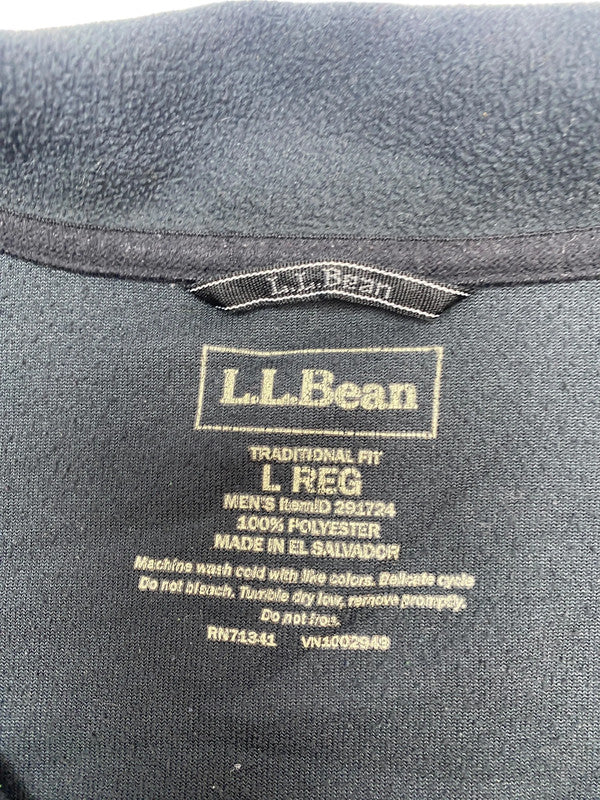 L.L.Bean
L.L.Bean
TRADITIONAL FIT
L REG
MEN'S ItemID 291724
100% POLYESTER
MADE IN EL SALVADOR
Machine wash cold with like colors. Delicate cycle
Do not bleach. Tumble dry low, remove promptly.
Do not iron.
RN71341 VN1002949